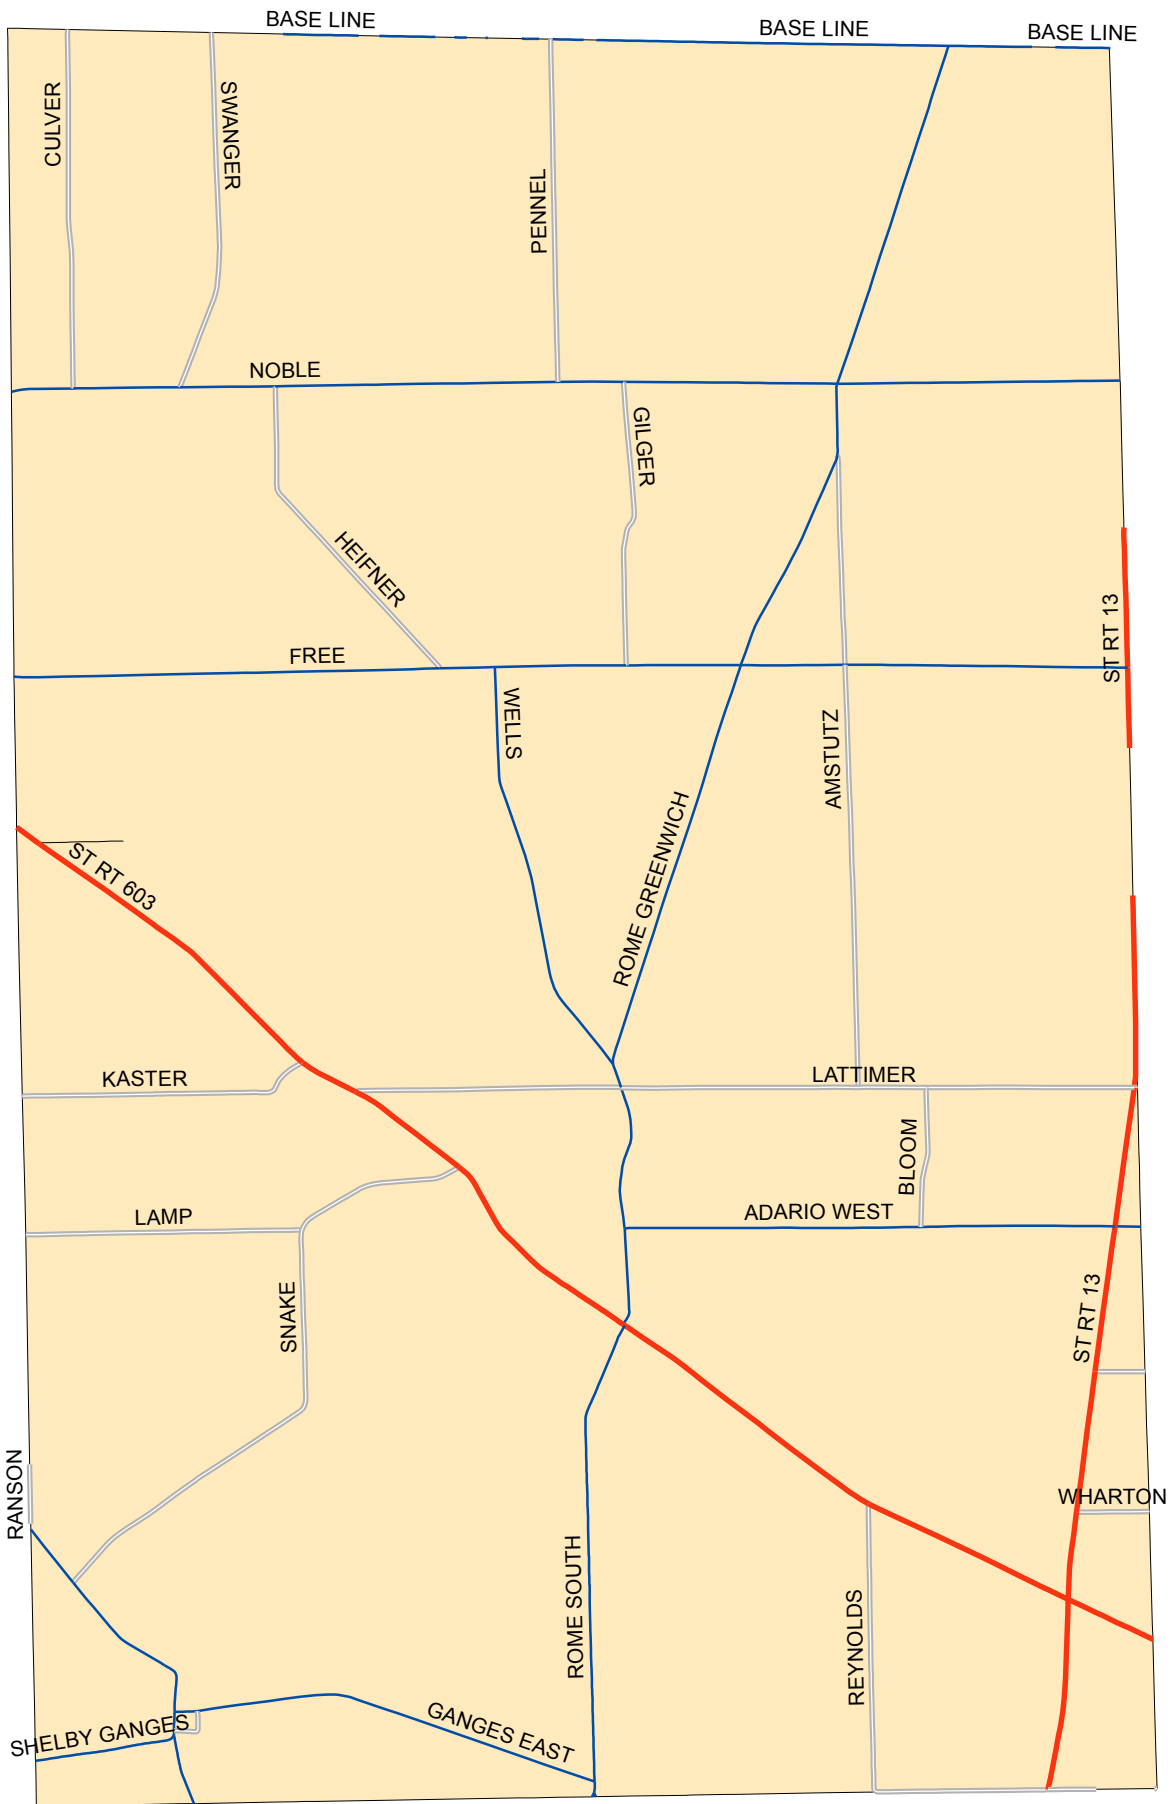 BASE LINE
BASE LINE
BASE LINE
CULVER
SWANGER
PENNEL
NOBLE
GILGER
HEIFNER
ST RT 13
FREE
WELLS
AMSTUTZ
ROME GREENWICH
ST RT 603
KASTER
LATTIMER
BLOOM
LAMP
ADARIO WEST
SNAKE
ST RT 13
RANSON
WHARTON
ROME SOUTH
REYNOLDS
SHELBY GANGES
GANGES EAST